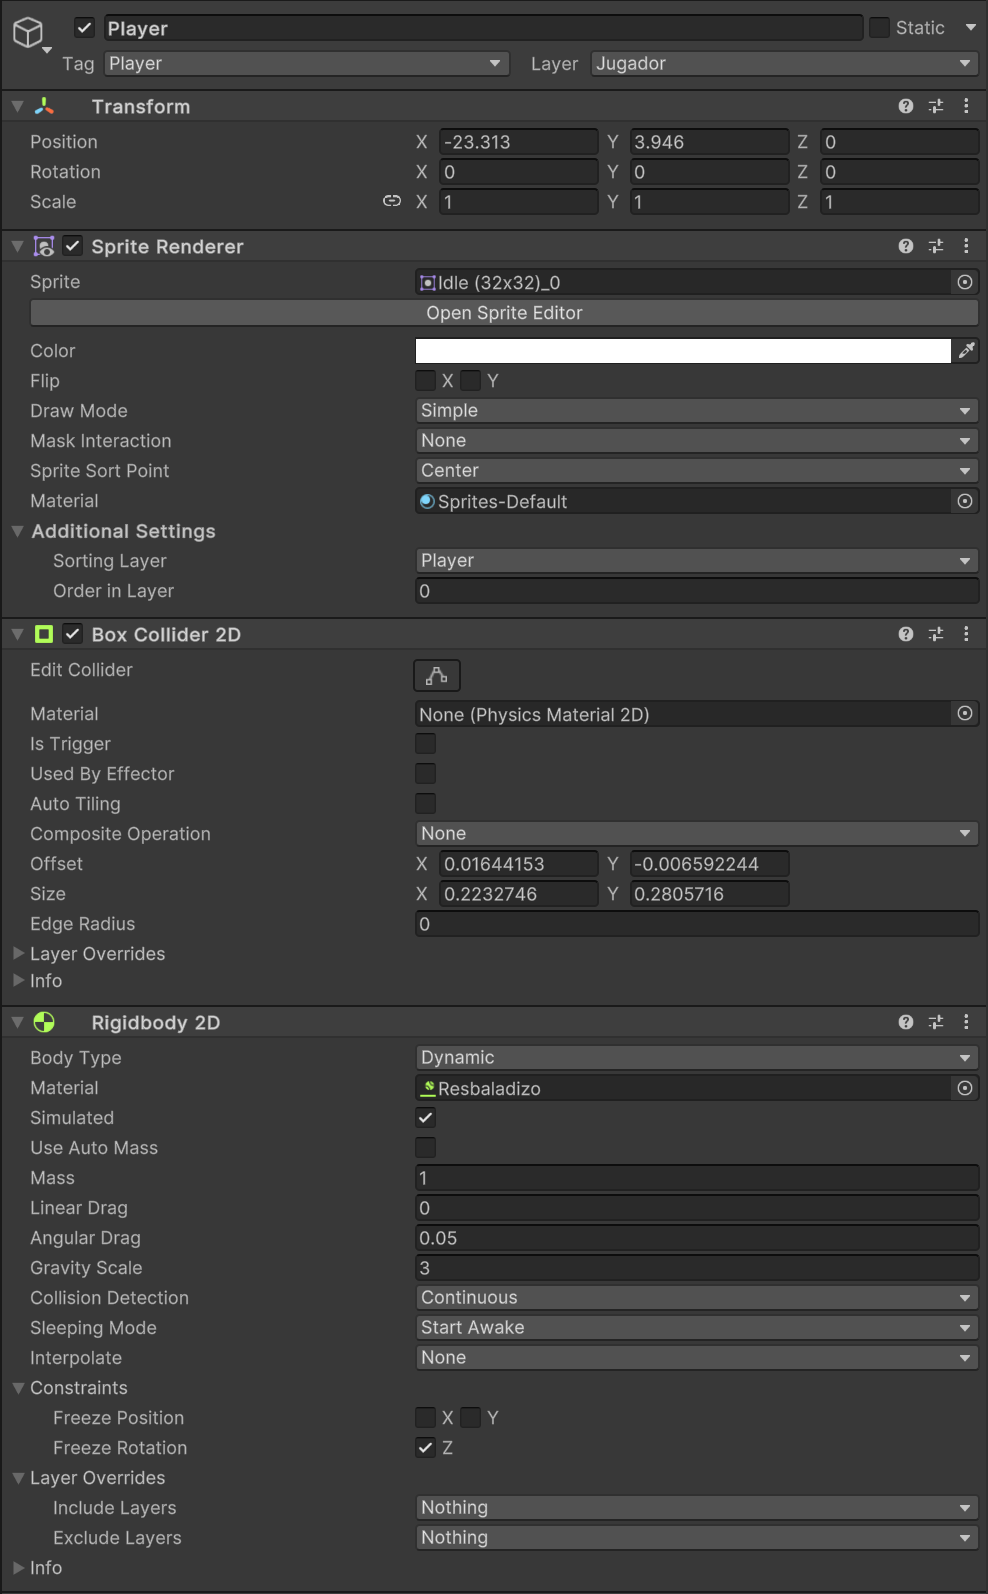 Player
Static
Tag Player Layer Jugador
Transform
Position X -23.313 Y 3.946 Z 0
Rotation X 0 Y 0 Z 0
Scale X 1 Y 1 Z 1
Sprite Renderer
Sprite Idle (32x32)_0
Open Sprite Editor
Color
Flip X Y
Draw Mode Simple
Mask Interaction None
Sprite Sort Point Center
Material Sprites-Default
Additional Settings
Sorting Layer Player
Order in Layer 0
Box Collider 2D
Edit Collider
Material None (Physics Material 2D)
Is Trigger
Used By Effector
Auto Tiling
Composite Operation None
Offset X 0.01644153 Y -0.006592244
Size X 0.2232746 Y 0.2805716
Edge Radius 0
Layer Overrides
Info
Rigidbody 2D
Body Type Dynamic
Material Resbaladizo
Simulated
Use Auto Mass
Mass 1
Linear Drag 0
Angular Drag 0.05
Gravity Scale 3
Collision Detection Continuous
Sleeping Mode Start Awake
Interpolate None
Constraints
Freeze Position X Y
Freeze Rotation Z
Layer Overrides
Include Layers Nothing
Exclude Layers Nothing
Info